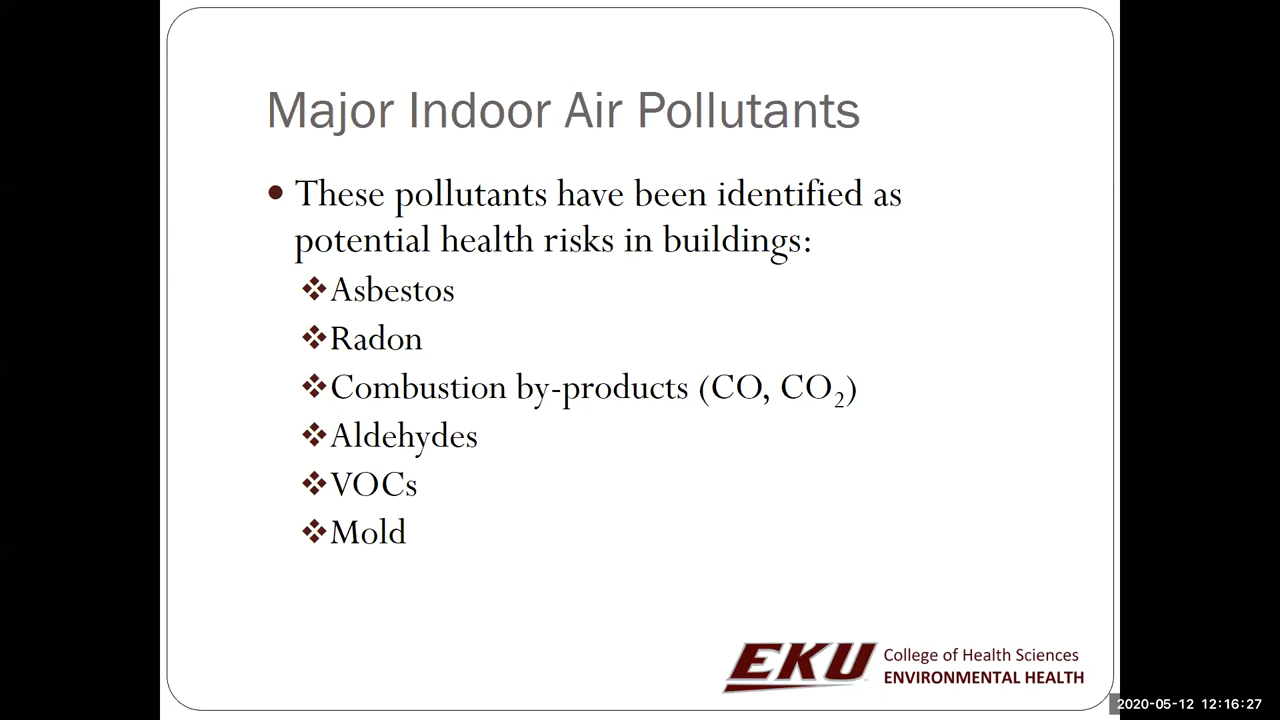 Major Indoor Air Pollutants
• These pollutants have been identified as
potential health risks in buildings:
❖Asbestos
❖Radon
❖Combustion by-products (CO, CO₂)
❖Aldehydes
❖VOCs
❖Mold
EKU College of Health Sciences
ENVIRONMENTAL HEALTH
2020-05-12 12:16:27